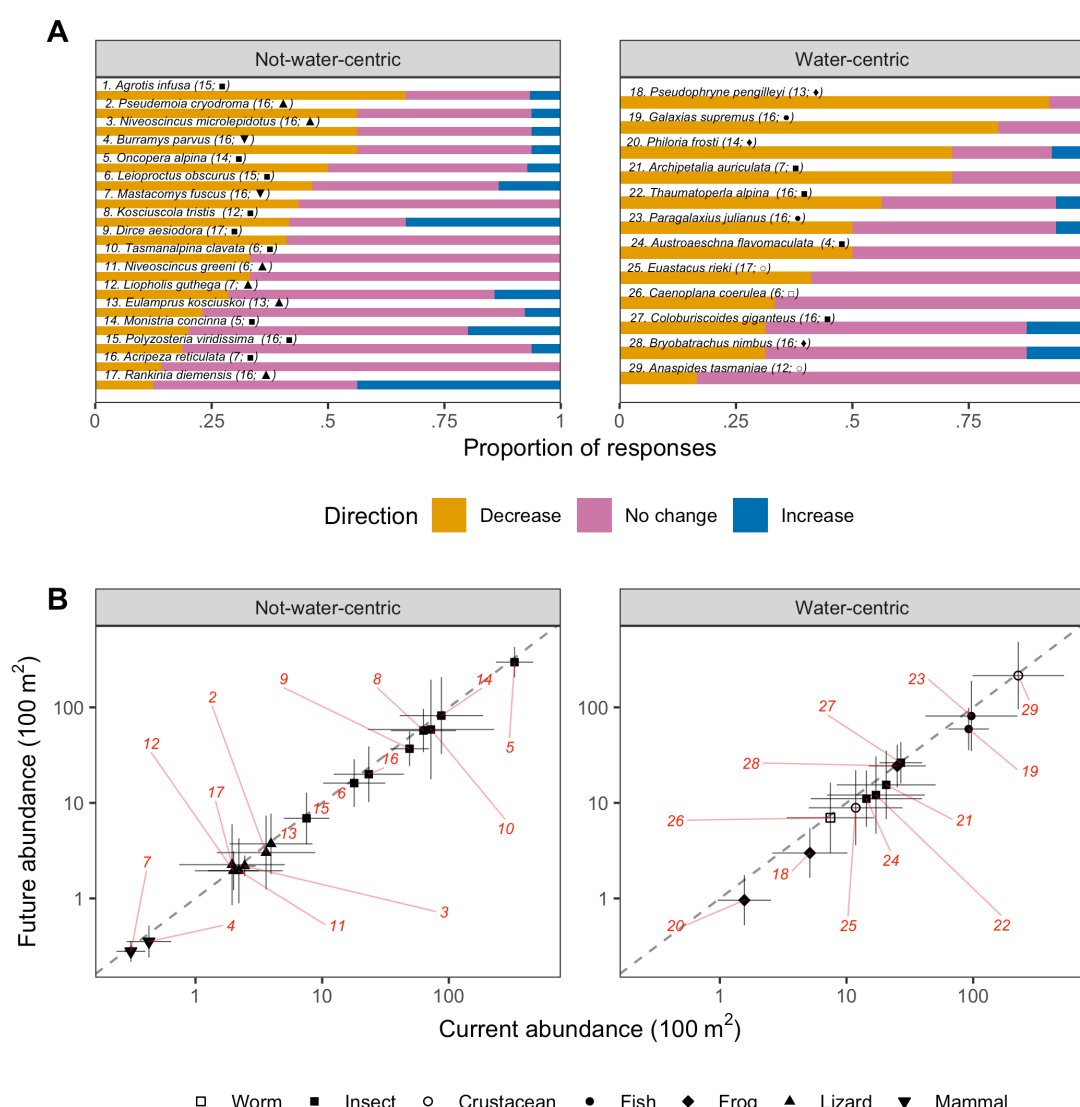 A
Not-water-centric
1. Agrotis infusa (15; ■)
2. Pseudemoia cryodroma (16; ▲)
3. Niveoscincus microlepidotus (16; ▲)
4. Burramys parvus (16; ▼)
5. Oncopera alpina (14; ■)
6. Leioproctus obscurus (15; ■)
7. Mastacomys fuscus (16; ▼)
8. Kosciuscola tristis (12; ■)
9. Dirce aesiodora (17; ■)
10. Tasmanalpina clavata (6; ■)
11. Niveoscincus greeni (6; ▲)
12. Liopholis guthega (7; ▲)
13. Eulamprus kosciuskoi (13; ▲)
14. Monistria concinna (5; ■)
15. Polyzosteria viridissima (16; ■)
16. Acripeza reticulata (7; ■)
17. Rankinia diemensis (16; ▲)
0 .25 .5 .75 1
Water-centric
18. Pseudophryne pengilleyi (13; ♦)
19. Galaxias supremus (16; ●)
20. Philoria frosti (14; ♦)
21. Archipetalia auriculata (7; ■)
22. Thaumatoperla alpina (16; ■)
23. Paragalaxius julianus (16; ●)
24. Austroaeschna flavomaculata (4; ■)
25. Euastacus rieki (17; ○)
26. Caenoplana coerulea (6; □)
27. Coloburiscoides giganteus (16; ■)
28. Bryobatrachus nimbus (16; ♦)
29. Anaspides tasmaniae (12; ○)
0 .25 .5 .75
Proportion of responses
Direction Decrease No change Increase
B
Not-water-centric
Future abundance (100 m²)
100
10
1
9
8
14
2
5
12
16
17
6
15
10
13
7
3
4
11
1 10 100
Water-centric
100
10
1
23
27
29
28
19
26
21
24
18
20
25
22
1 10 100
Current abundance (100 m²)
Worm Insect Crustacean Fish Frog Lizard Mammal